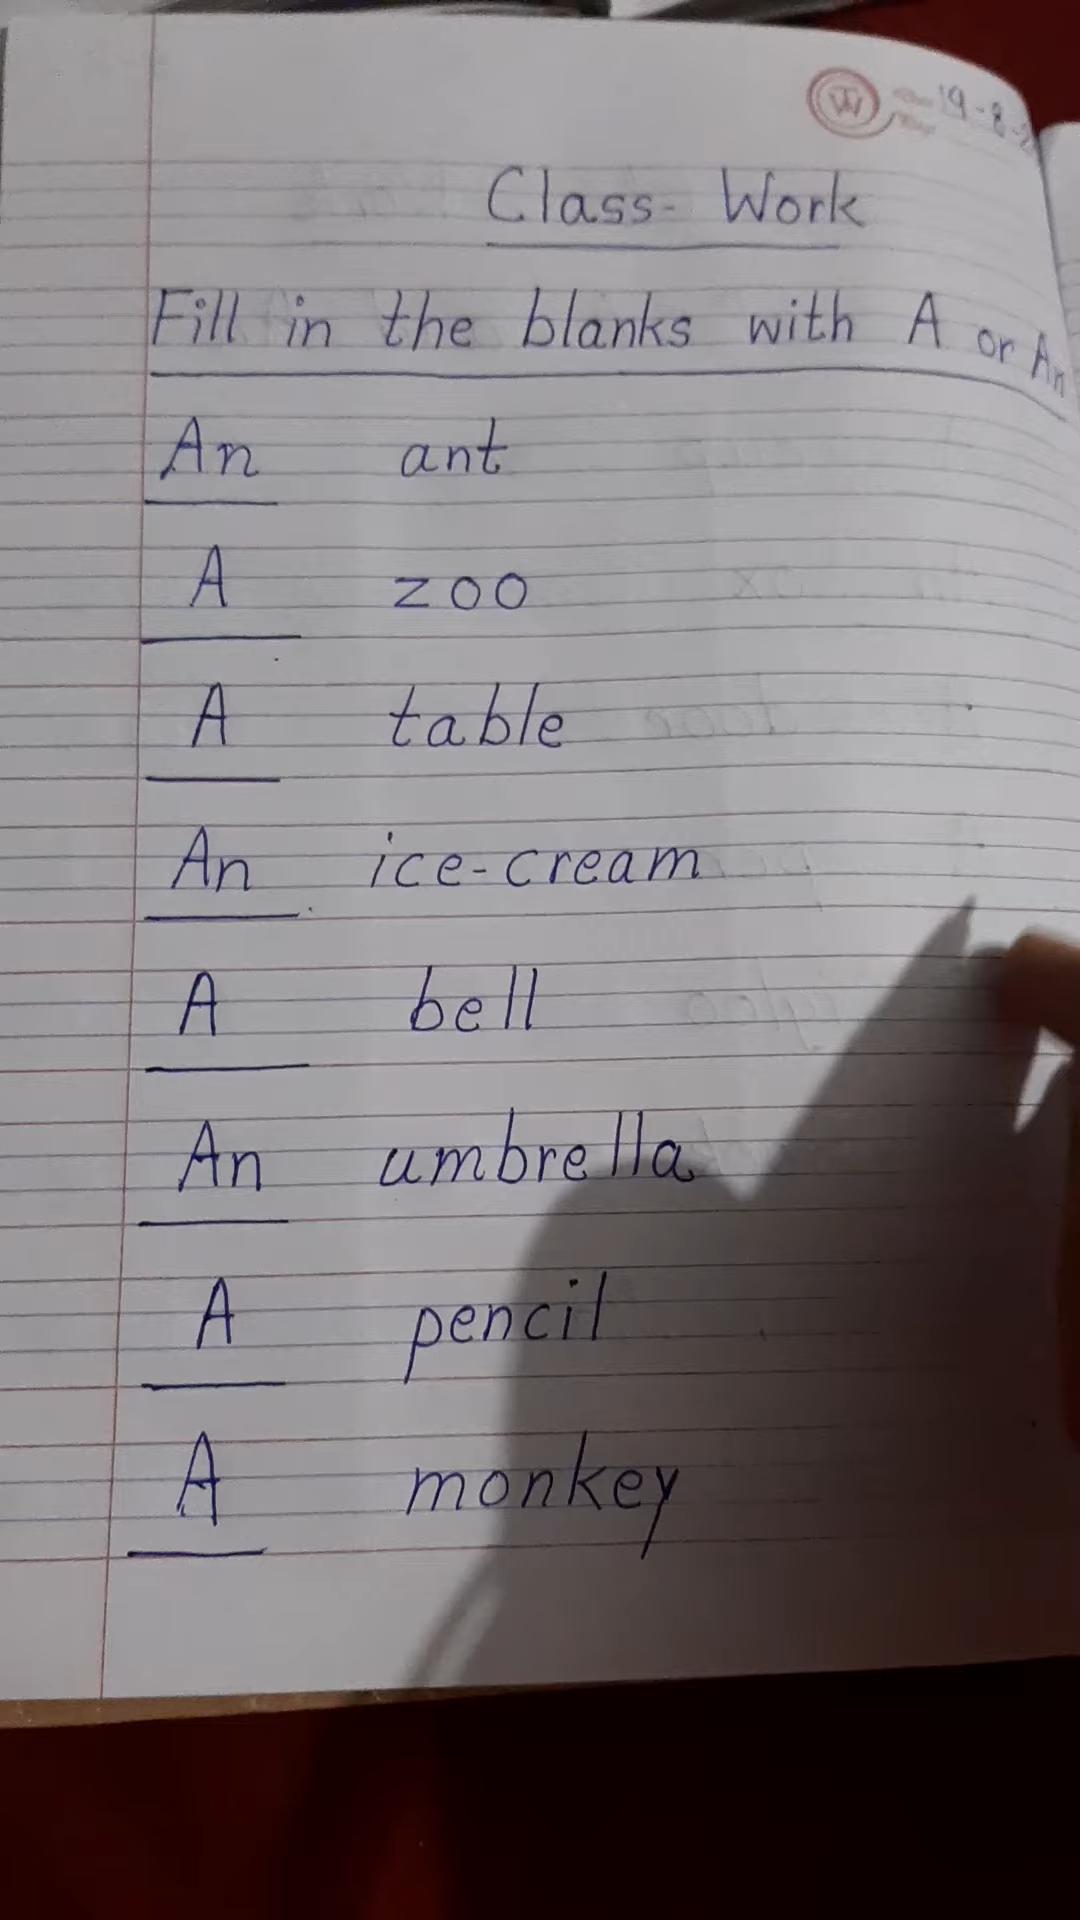 19-8-
Class-Work
Fill in the blanks with A or An
An ant
A zoo
A table
An ice-cream
A bell
An umbrella
A pencil
A monkey